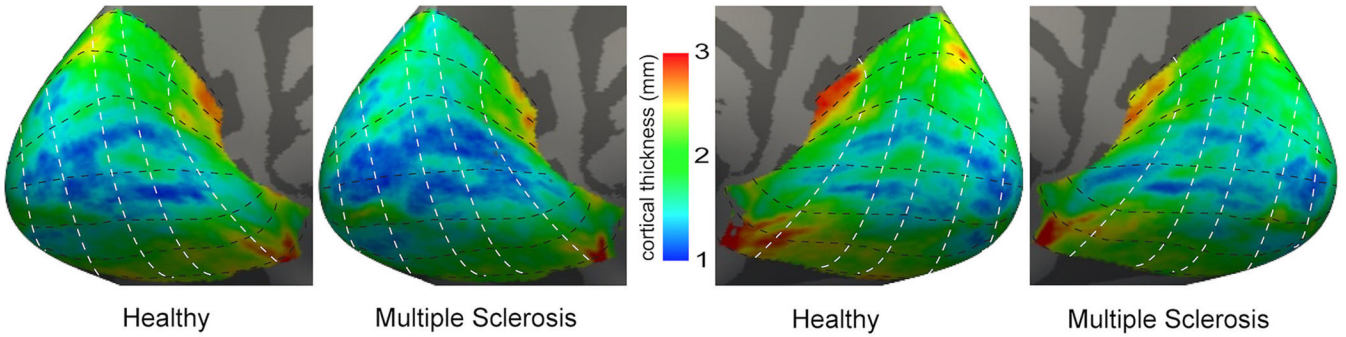 3
2
1
cortical thickness (mm)
Healthy
Multiple Sclerosis
Healthy
Multiple Sclerosis